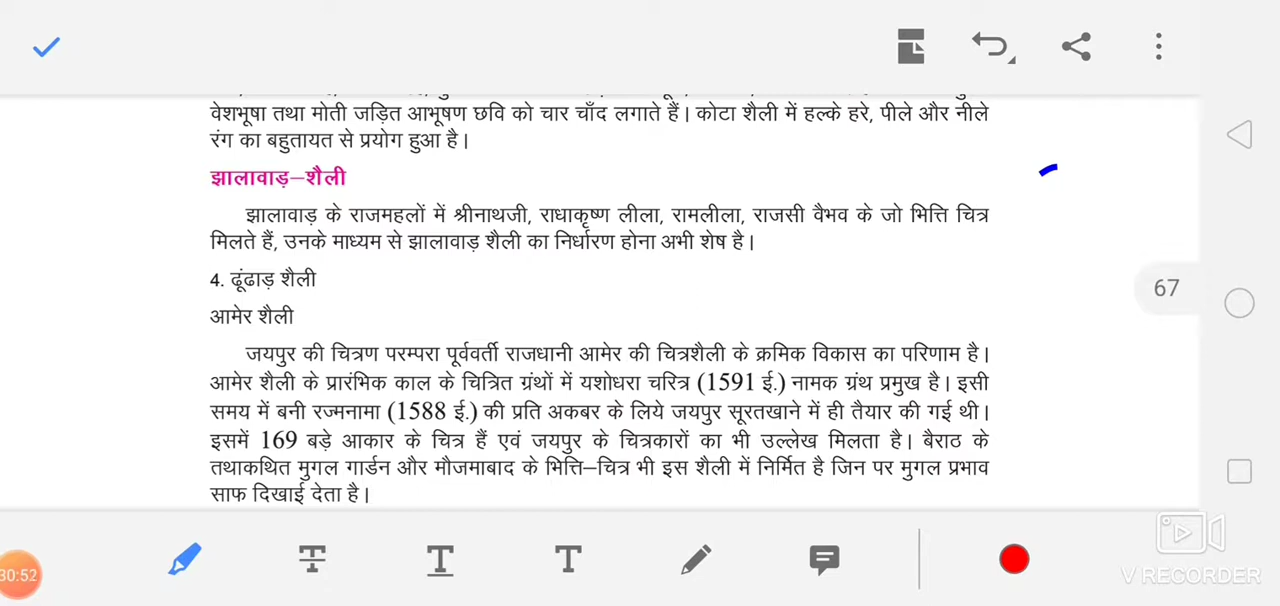 वेशभूषा तथा मोती जड़ित आभूषण छवि को चार चाँद लगाते हैं। कोटा शैली में हल्के हरे, पीले और नीले
रंग का बहुतायत से प्रयोग हुआ है।
झालावाड़–शैली
झालावाड़ के राजमहलों में श्रीनाथजी, राधाकृष्ण लीला, रामलीला, राजसी वैभव के जो भित्ति चित्र
मिलते हैं, उनके माध्यम से झालावाड़ शैली का निर्धारण होना अभी शेष है।
67
4. ढूंढाड़ शैली
आमेर शैली
जयपुर की चित्रण परम्परा पूर्ववर्ती राजधानी आमेर की चित्रशैली के क्रमिक विकास का परिणाम है।
आमेर शैली के प्रारंभिक काल के चित्रित ग्रंथों में यशोधरा चरित्र (1591 ई.) नामक ग्रंथ प्रमुख है। इसी
समय में बनी रज्मनामा (1588 ई.) की प्रति अकबर के लिये जयपुर सूरतखाने में ही तैयार की गई थी।
इसमें 169 बड़े आकार के चित्र हैं एवं जयपुर के चित्रकारों का भी उल्लेख मिलता है। बैराठ के
तथाकथित मुगल गार्डन और मौजमाबाद के भित्ति–चित्र भी इस शैली में निर्मित है जिन पर मुगल प्रभाव
साफ दिखाई देता है।
30:52
V RECORDER